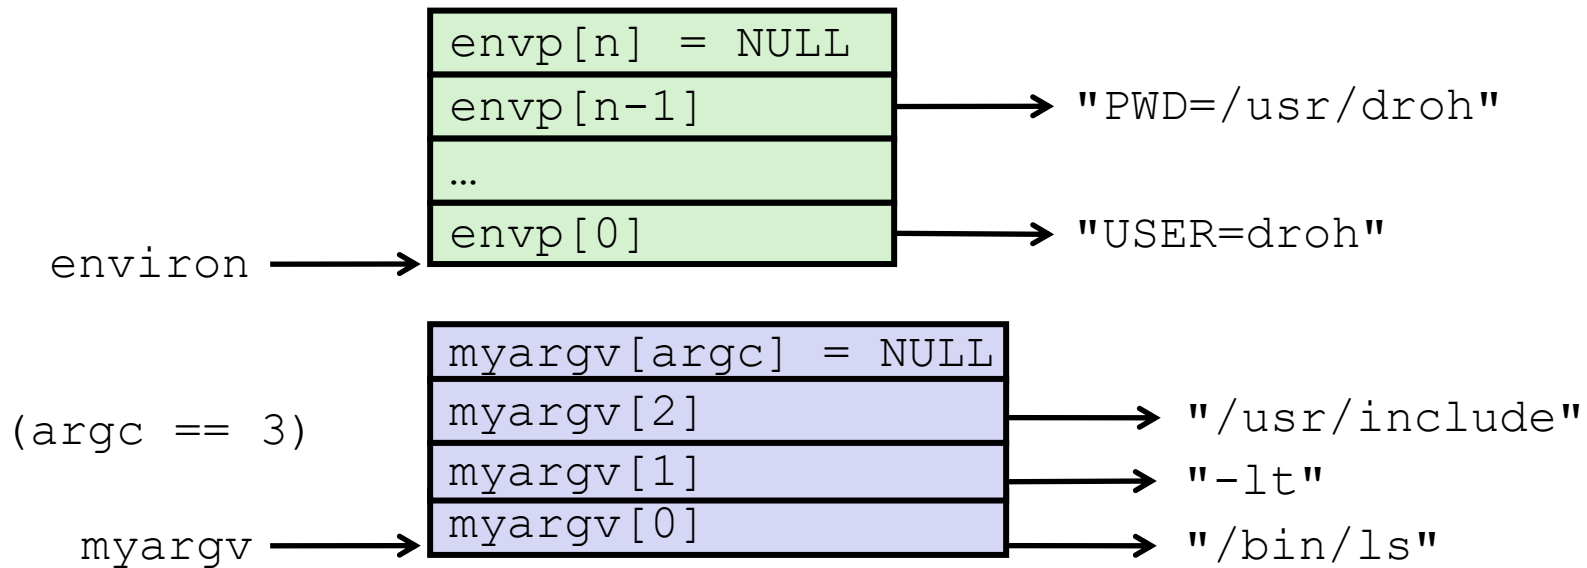 envp[n] = NULL
envp[n-1] "PWD=/usr/droh"
…
envp[0] "USER=droh"
environ
myargv[argc] = NULL
myargv[2] "/usr/include"
(argc == 3)
myargv[1] "-lt"
myargv[0]
myargv "/bin/ls"